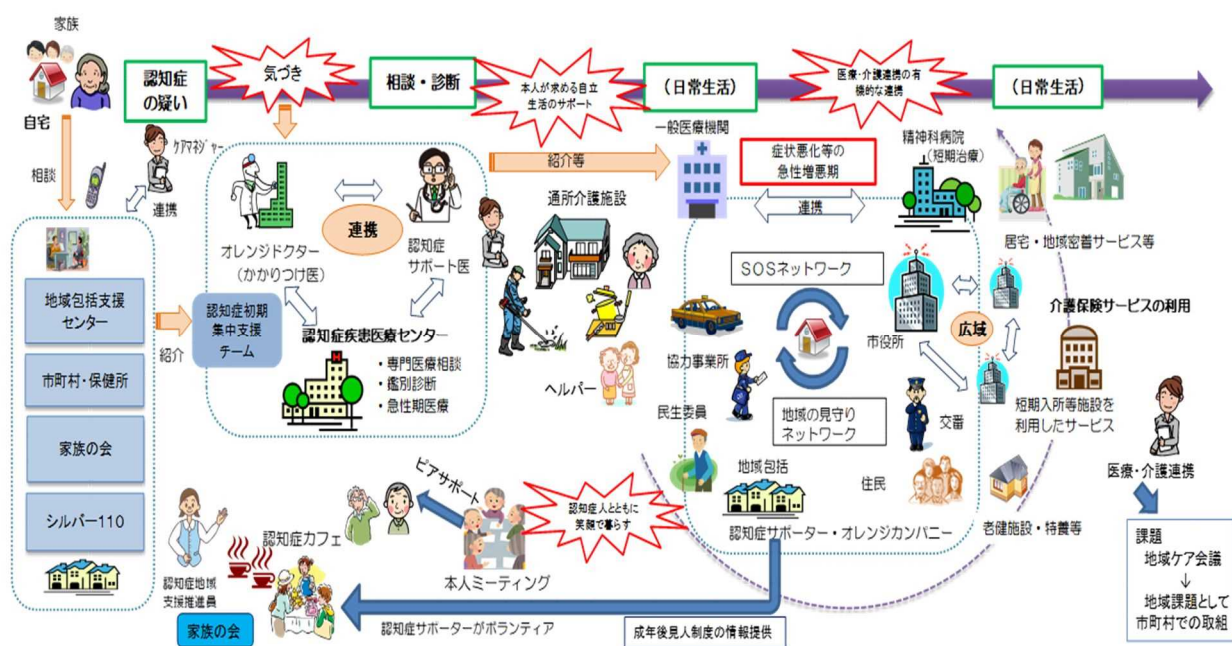 家族
自宅
認知症
の疑い
気づき
相談・診断
本人が求める自立
生活のサポート
(日常生活)
医療・介護連携の有
機的な連携
(日常生活)
相談
ケアマネジャー
連携
地域包括支援
センター
市町村・保健所
家族の会
シルバー110
紹介
オレンジドクター
(かかりつけ医)
連携
認知症
サポート医
認知症初期
集中支援
チーム
認知症疾患医療センター
・専門医療相談
・鑑別診断
・急性期医療
紹介等
通所介護施設
ヘルパー
一般医療機関
症状悪化等の
急性増悪期
連携
精神科病院
(短期治療)
SOSネットワーク
協力事業所
市役所
広域
民生委員
地域の見守り
ネットワーク
交番
地域包括
住民
認知症サポーター・オレンジカンパニー
居宅・地域密着サービス等
介護保険サービスの利用
短期入所等施設を
利用したサービス
老健施設・特養等
医療・介護連携
課題
地域ケア会議
↓
地域課題として
市町村での取組
ピアサポート
認知症人とともに
笑顔で暮らす
本人ミーティング
認知症カフェ
認知症地域
支援推進員
家族の会
認知症サポーターがボランティア
成年後見人制度の情報提供